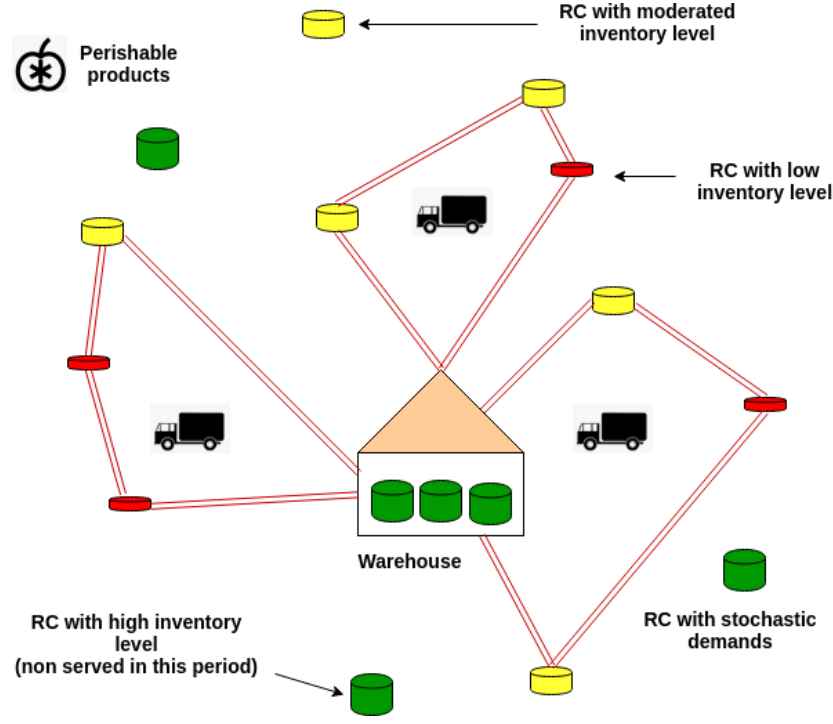 RC with moderated
inventory level
Perishable
products
RC with low
inventory level
Warehouse
RC with stochastic
demands
RC with high inventory
level
(non served in this period)